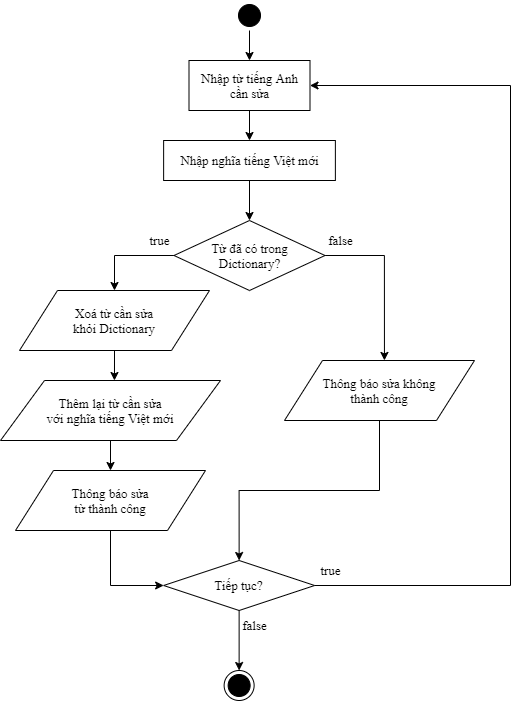 Nhập từ tiếng Anh
cần sửa
Nhập nghĩa tiếng Việt mới
Từ đã có trong
Dictionary?
true
false
Xoá từ cần sửa
khỏi Dictionary
Thêm lại từ cần sửa
với nghĩa tiếng Việt mới
Thông báo sửa
từ thành công
Thông báo sửa không
thành công
Tiếp tục?
true
false